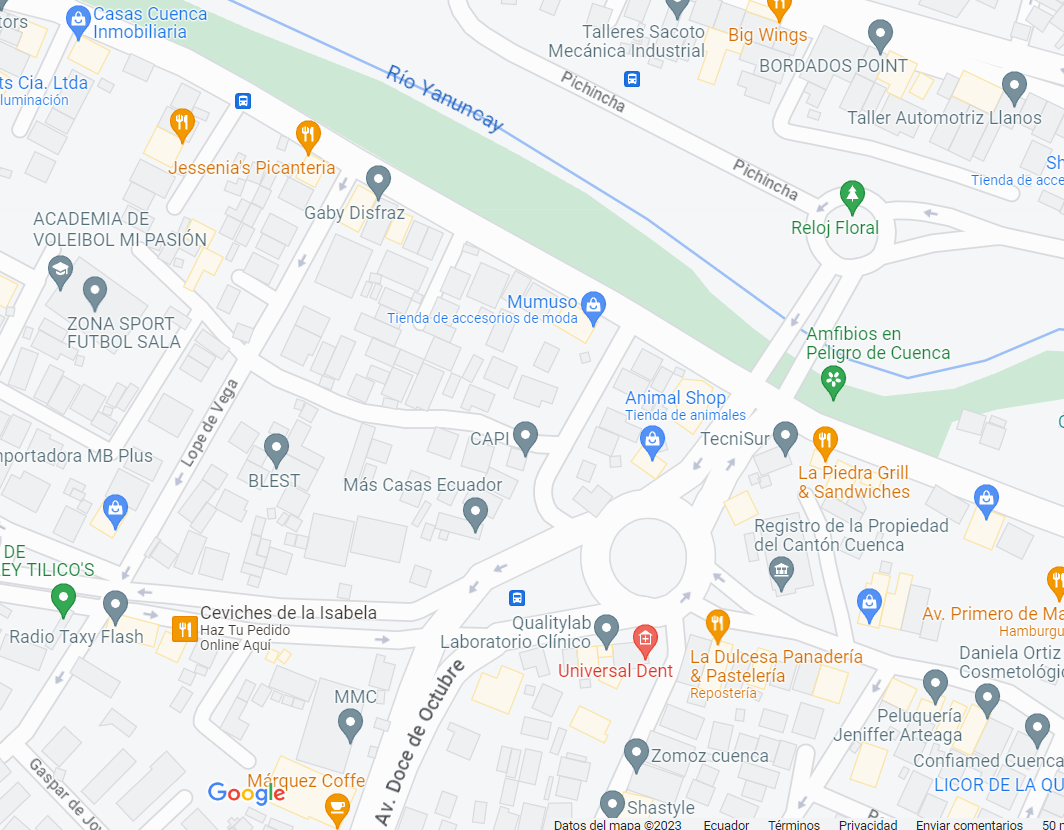 Casas Cuenca
Inmobiliaria
Talleres Sacoto
Mecánica Industrial
Big Wings
BORDADOS POINT
Río Yanuncay
Pichincha
ts Cia. Ltda
luminación
Taller Automotriz Llanos
Jessenia's Picanteria
Pichincha
Sh
Tienda de acce
Gaby Disfraz
ACADEMIA DE
VOLEIBOL MI PASIÓN
Reloj Floral
Mumuso
Tienda de accesorios de moda
ZONA SPORT
FUTBOL SALA
Amfibios en
Peligro de Cuenca
Lope de Vega
Animal Shop
Tienda de animales
CAPI
TecniSur
mportadora MB Plus
BLEST
Más Casas Ecuador
La Piedra Grill
& Sandwiches
Registro de la Propiedad
del Cantón Cuenca
DE
EY TILICO'S
Radio Taxy Flash
Ceviches de la Isabela
Haz Tu Pedido
Online Aquí
Qualitylab
Laboratorio Clínico
Universal Dent
La Dulcesa Panadería
& Pastelería
Repostería
Av. Primero de Ma
Hamburgu
Daniela Ortiz
Cosmetológi
MMC
Av. Doce de Octubre
Peluquería
Jeniffer Arteaga
Zomoz cuenca
Confiamed Cuenca
Gaspar de Jov
Márquez Coffe
Google
LICOR DE LA QU
Shastyle
Datos del mapa ©2023 Ecuador Términos Privacidad Enviar comentarios 50 m